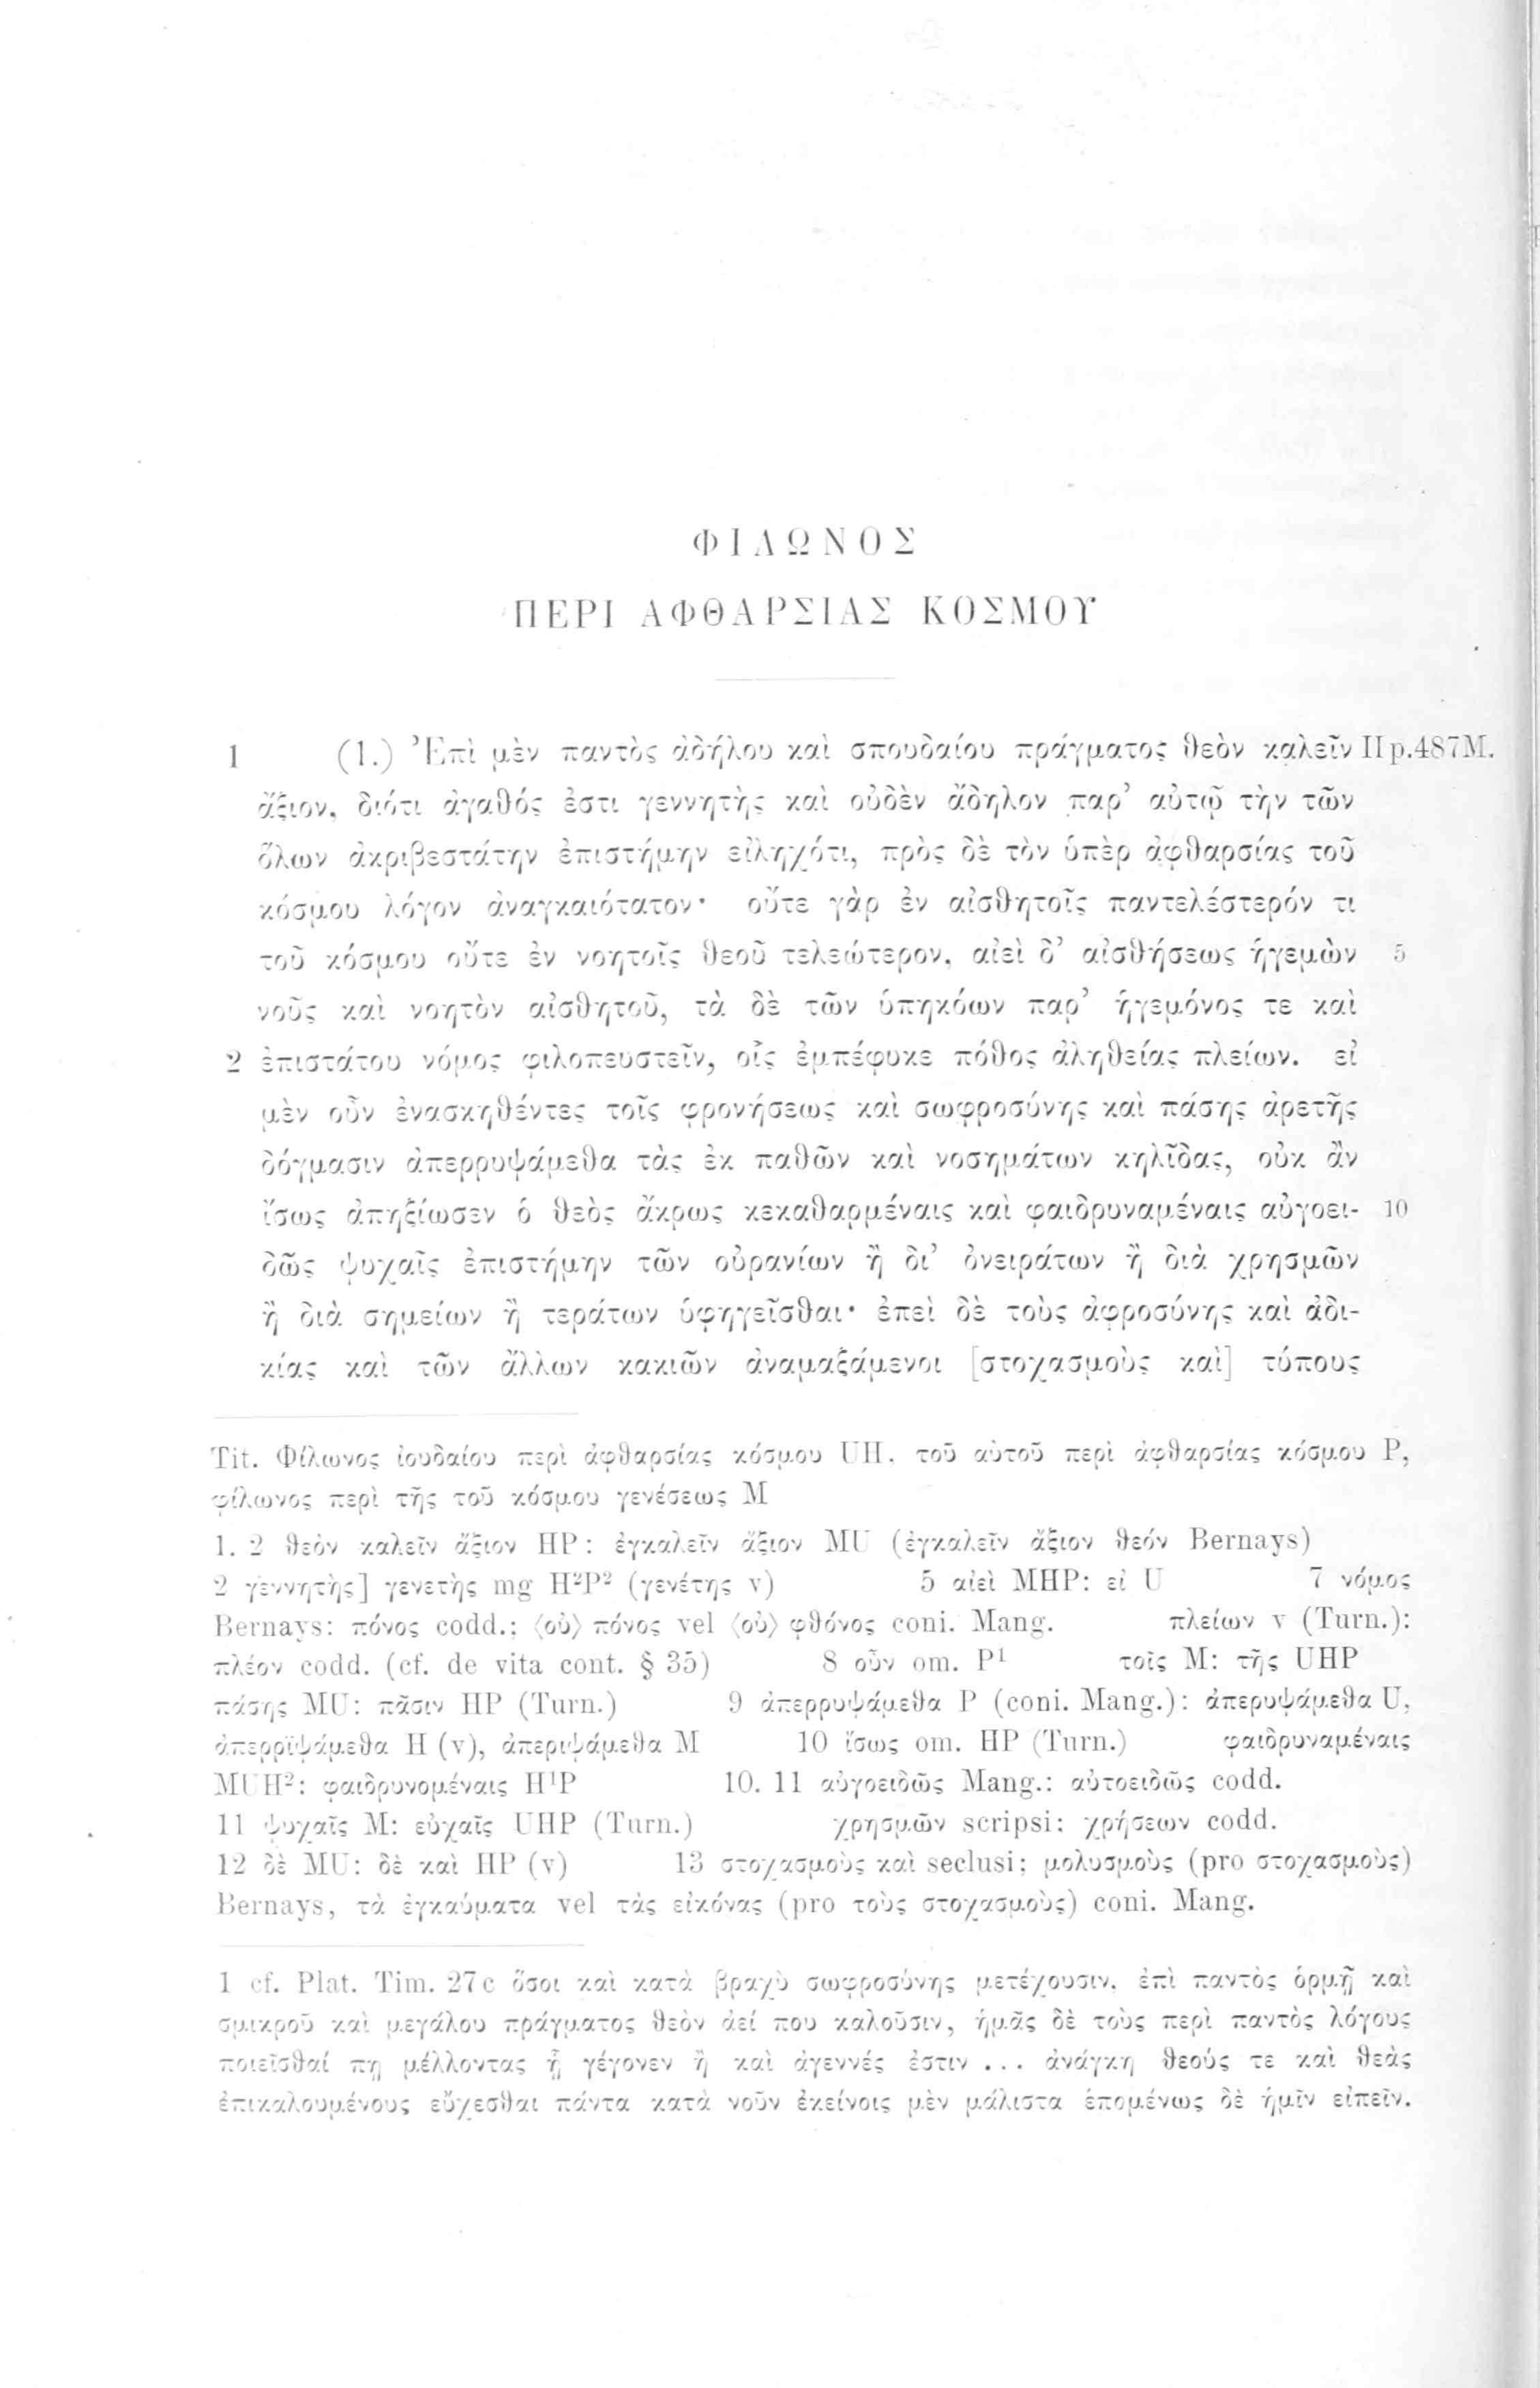 ΦΙΛΩΝΟΣ
ΠΕΡΙ ΑΦΘΑΡΣΙΑΣ ΚΟΣΜΟΥ
1 (1.) Ἐπὶ μὲν παντὸς ἀδήλου καὶ σπουδαίου πράγματος θεὸν καλεῖν II p.487M.
ἄξιον, διότι ἀγαθός ἐστι γεννητὴς καὶ οὐδὲν ἄδηλον παρ’ αὐτῷ τὴν τῶν
ὅλων ἀκριβεστάτην ἐπιστήμην εἰληχότι, πρὸς δὲ τὸν ὑπὲρ ἀφθαρσίας τοῦ
κόσμου λόγον ἀναγκαιότατον· οὔτε γὰρ ἐν αἰσθητοῖς παντελέστερόν τι
τοῦ κόσμου οὔτε ἐν νοητοῖς θεοῦ τελεώτερον, αἰεὶ δ’ αἰσθήσεως ἡγεμὼν 5
νοῦς καὶ νοητὸν αἰσθητοῦ, τὰ δὲ τῶν ὑπηκόων παρ’ ἡγεμόνος τε καὶ
2 ἐπιστάτου νόμος φιλοπευστεῖν, οἷς ἐμπέφυκε πόθος ἀληθείας πλείων. εἰ
μὲν οὖν ἐνασκηθέντες τοῖς φρονήσεως καὶ σωφροσύνης καὶ πάσης ἀρετῆς
δόγμασιν ἀπερρυψάμεθα τὰς ἐκ παθῶν καὶ νοσημάτων κηλῖδας, οὐκ ἂν
ἴσως ἀπηξίωσεν ὁ θεὸς ἄκρως κεκαθαρμέναις καὶ φαιδρυναμέναις αὐγοει- 10
δῶς ψυχαῖς ἐπιστήμην τῶν οὐρανίων ἢ δι’ ὀνειράτων ἢ διὰ χρησμῶν
ἢ διὰ σημείων ἢ τεράτων ὑφηγεῖσθαι· ἐπεὶ δὲ τοὺς ἀφροσύνης καὶ ἀδι-
κίας καὶ τῶν ἄλλων κακιῶν ἀναμαξάμενοι [στοχασμοὺς καὶ] τύπους
Tit. Φίλωνος ἰουδαίου περὶ ἀφθαρσίας κόσμου UH, τοῦ αὐτοῦ περὶ ἀφθαρσίας κόσμου P,
φίλωνος περὶ τῆς τοῦ κόσμου γενέσεως M
1. 2 θεὸν καλεῖν ἄξιον HP: ἐγκαλεῖν ἄξιον MU (ἐγκαλεῖν ἄξιον θεόν Bernays)
2 γεννητὴς] γενετὴς mg H²P² (γενέτης v) 5 αἰεὶ MHP: εἰ U 7 νόμος
Bernays: πόνος codd.: ⟨οὐ⟩ πόνος vel ⟨οὐ⟩ φθόνος coni. Mang. πλείων v (Turn.):
πλέον codd. (cf. de vita cont. § 35) 8 οὖν om. P¹ τοῖς M: τῆς UHP
πάσης MU: πᾶσιν HP (Turn.) 9 ἀπερρυψάμεθα P (coni. Mang.): ἀπερυψάμεθα U,
ἀπερρϊψάμεθα H (v), ἀπεριψάμεθα M 10 ἴσως om. HP (Turn.) φαιδρυναμέναις
MUH²: φαιδρυνομέναις H¹P 10. 11 αὐγοειδῶς Mang.: αὐτοειδῶς codd.
11 ψυχαῖς M: εὐχαῖς UHP (Turn.) χρησμῶν scripsi: χρήσεων codd.
12 δὲ MU: δὲ καὶ HP (v) 13 στοχασμοὺς καὶ seclusi; μολυσμοὺς (pro στοχασμοὺς)
Bernays, τὰ ἐγκαύματα vel τὰς εἰκόνας (pro τοὺς στοχασμοὺς) coni. Mang.
1 cf. Plat. Tim. 27c ὅσοι καὶ κατὰ βραχὺ σωφροσύνης μετέχουσιν, ἐπὶ παντὸς ὁρμῇ καὶ
σμικροῦ καὶ μεγάλου πράγματος θεὸν ἀεί που καλοῦσιν, ἡμᾶς δὲ τοὺς περὶ παντὸς λόγους
ποιεῖσθαί πῃ μέλλοντας ᾗ γέγονεν ἢ καὶ ἀγεννές ἐστιν ... ἀνάγκη θεούς τε καὶ θεὰς
ἐπικαλουμένους εὔχεσθαι πάντα κατὰ νοῦν ἐκείνοις μὲν μάλιστα ἑπομένως δὲ ἡμῖν εἰπεῖν.